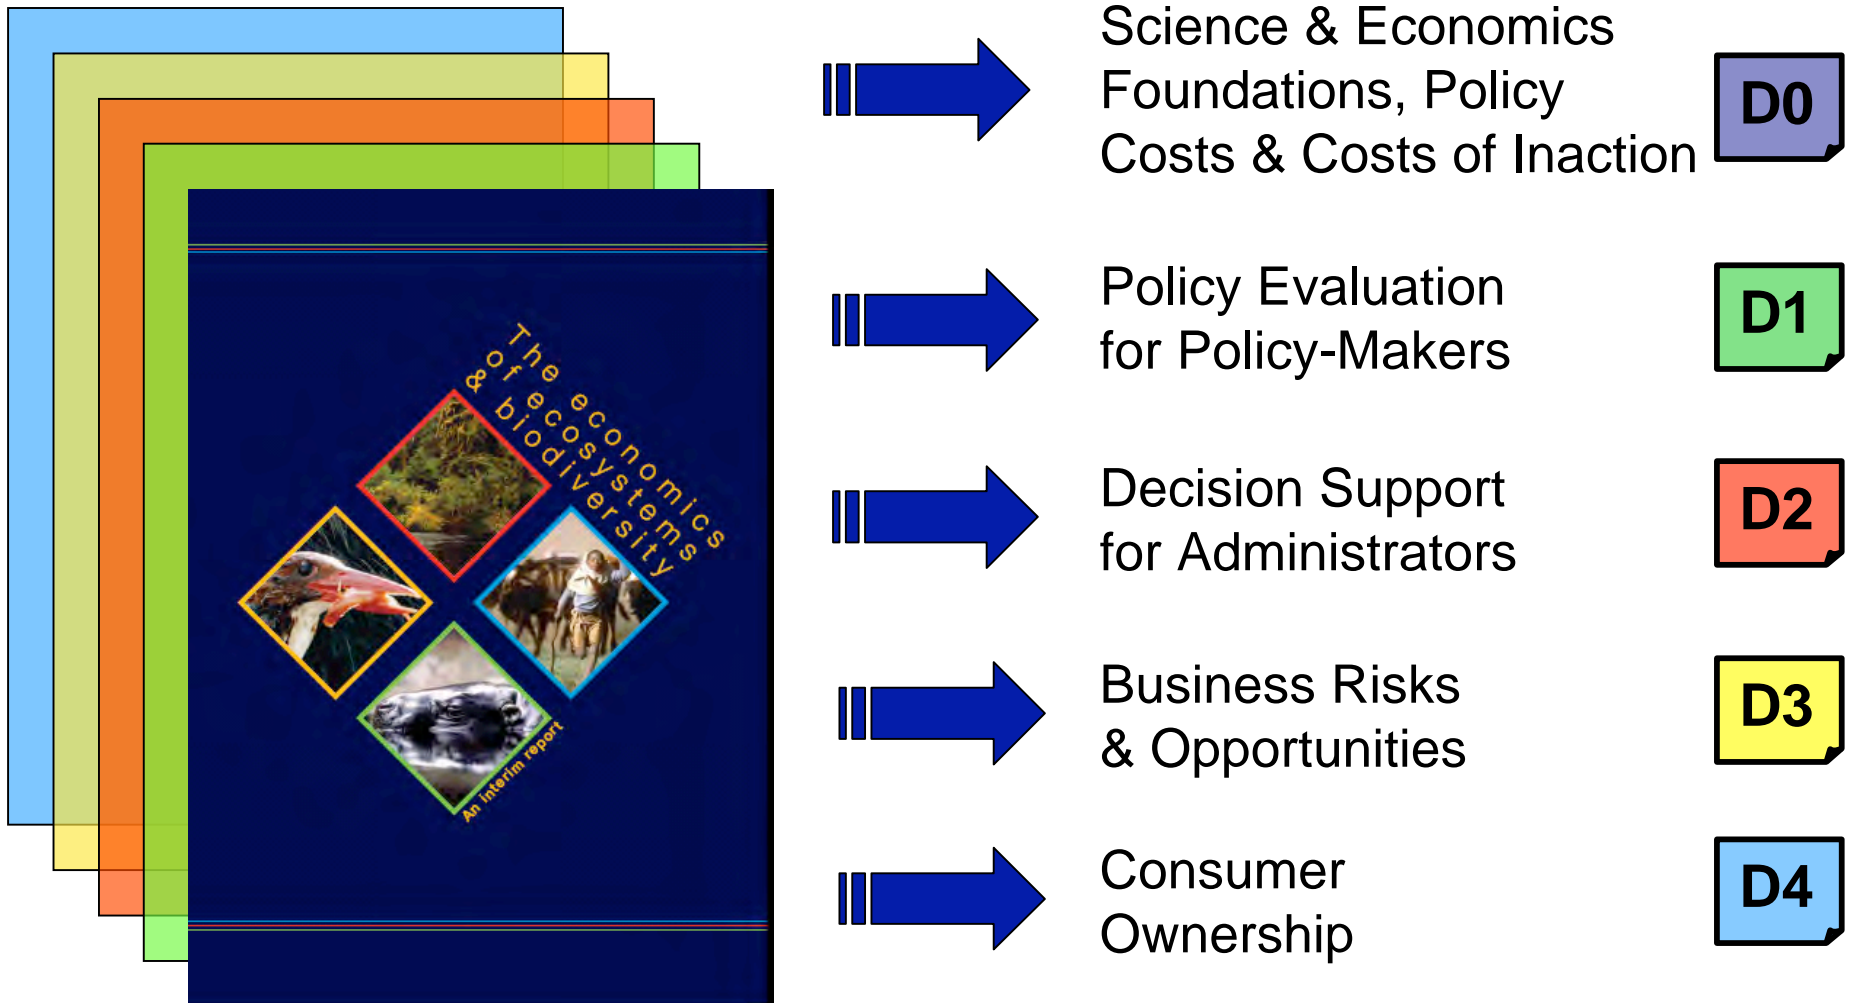 The economics
of ecosystems
& biodiversity
An interim report
Science & Economics
Foundations, Policy
Costs & Costs of Inaction
D0
Policy Evaluation
for Policy-Makers
D1
Decision Support
for Administrators
D2
Business Risks
& Opportunities
D3
Consumer
Ownership
D4